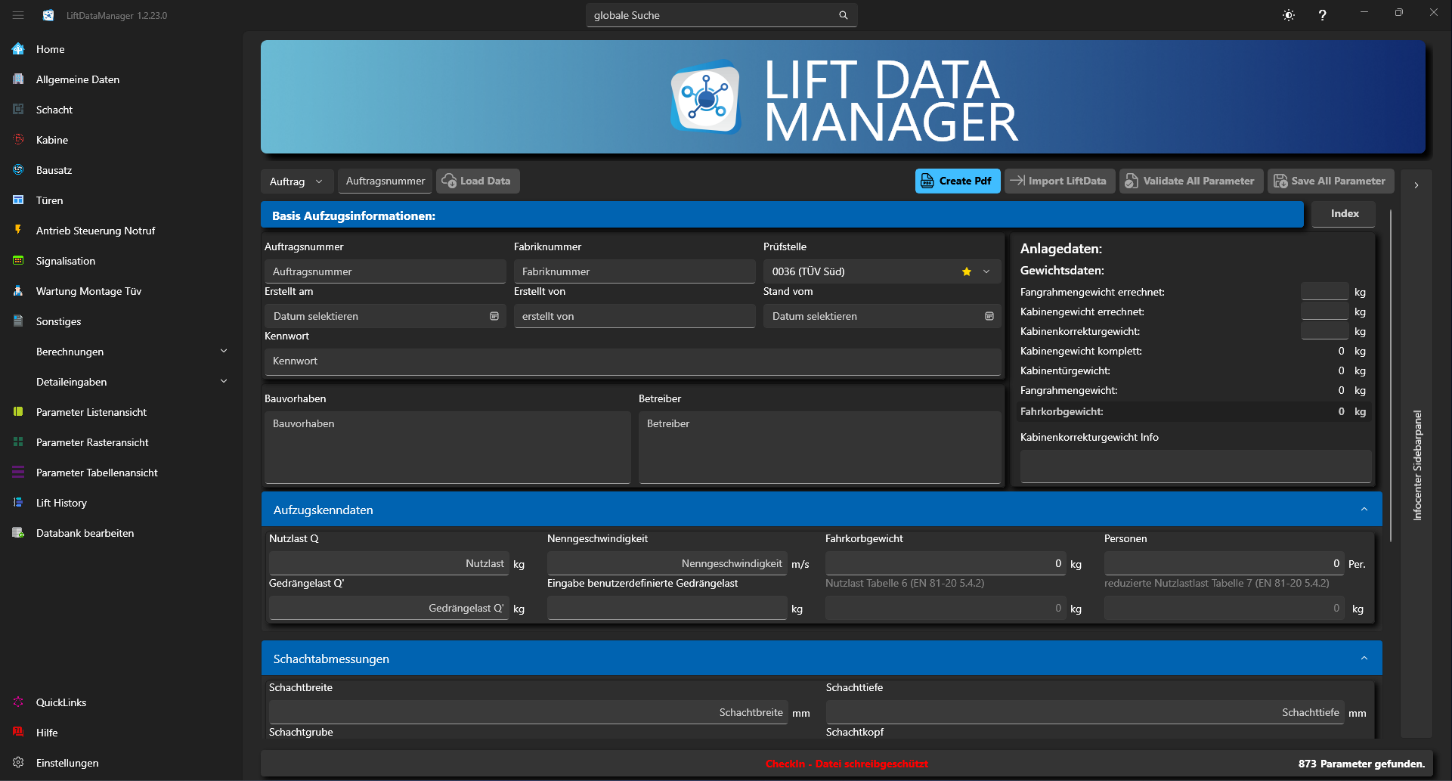 LiftDataManager 1.2.23.0
globale Suche
?
Home
Allgemeine Daten
Schacht
Kabine
Bausatz
Türen
Antrieb Steuerung Notruf
Signalisation
Wartung Montage Tüv
Sonstiges
Berechnungen
Detaileingaben
Parameter Listenansicht
Parameter Rasteransicht
Parameter Tabellenansicht
Lift History
Databank bearbeiten
QuickLinks
Hilfe
Einstellungen
LIFT DATA
MANAGER
Auftrag
Auftragsnummer
Load Data
Create Pdf
Import LiftData
Validate All Parameter
Save All Parameter
Basis Aufzugsinformationen:
Index
Auftragsnummer
Fabriknummer
Prüfstelle
Auftragsnummer
Fabriknummer
0036 (TÜV Süd)
Erstellt am
Erstellt von
Stand vom
Datum selektieren
erstellt von
Datum selektieren
Kennwort
Kennwort
Bauvorhaben
Betreiber
Bauvorhaben
Betreiber
Anlagedaten:
Gewichtsdaten:
Fangrahmengewicht errechnet: kg
Kabinengewicht errechnet: kg
Kabinenkorrekturgewicht: kg
Kabinengewicht komplett: 0 kg
Kabinentürgewicht: 0 kg
Fangrahmengewicht: 0 kg
Fahrkorbgewicht: 0 kg
Kabinenkorrekturgewicht Info
Infocenter Sidebarpanel
Aufzugskenndaten
Nutzlast Q
Nenngeschwindigkeit
Fahrkorbgewicht
Personen
Nutzlast kg
Nenngeschwindigkeit m/s
0 kg
0 Per.
Gedrängelast Q'
Eingabe benutzerdefinierte Gedrängelast
Nutzlast Tabelle 6 (EN 81-20 5.4.2)
reduzierte Nutzlastlast Tabelle 7 (EN 81-20 5.4.2)
Gedrängelast Q' kg
kg
0 kg
0 kg
Schachtabmessungen
Schachtbreite
Schachttiefe
Schachtbreite mm
Schachttiefe mm
Schachtgrube
Schachtkopf
CheckIn - Datei schreibgeschützt
873 Parameter gefunden.